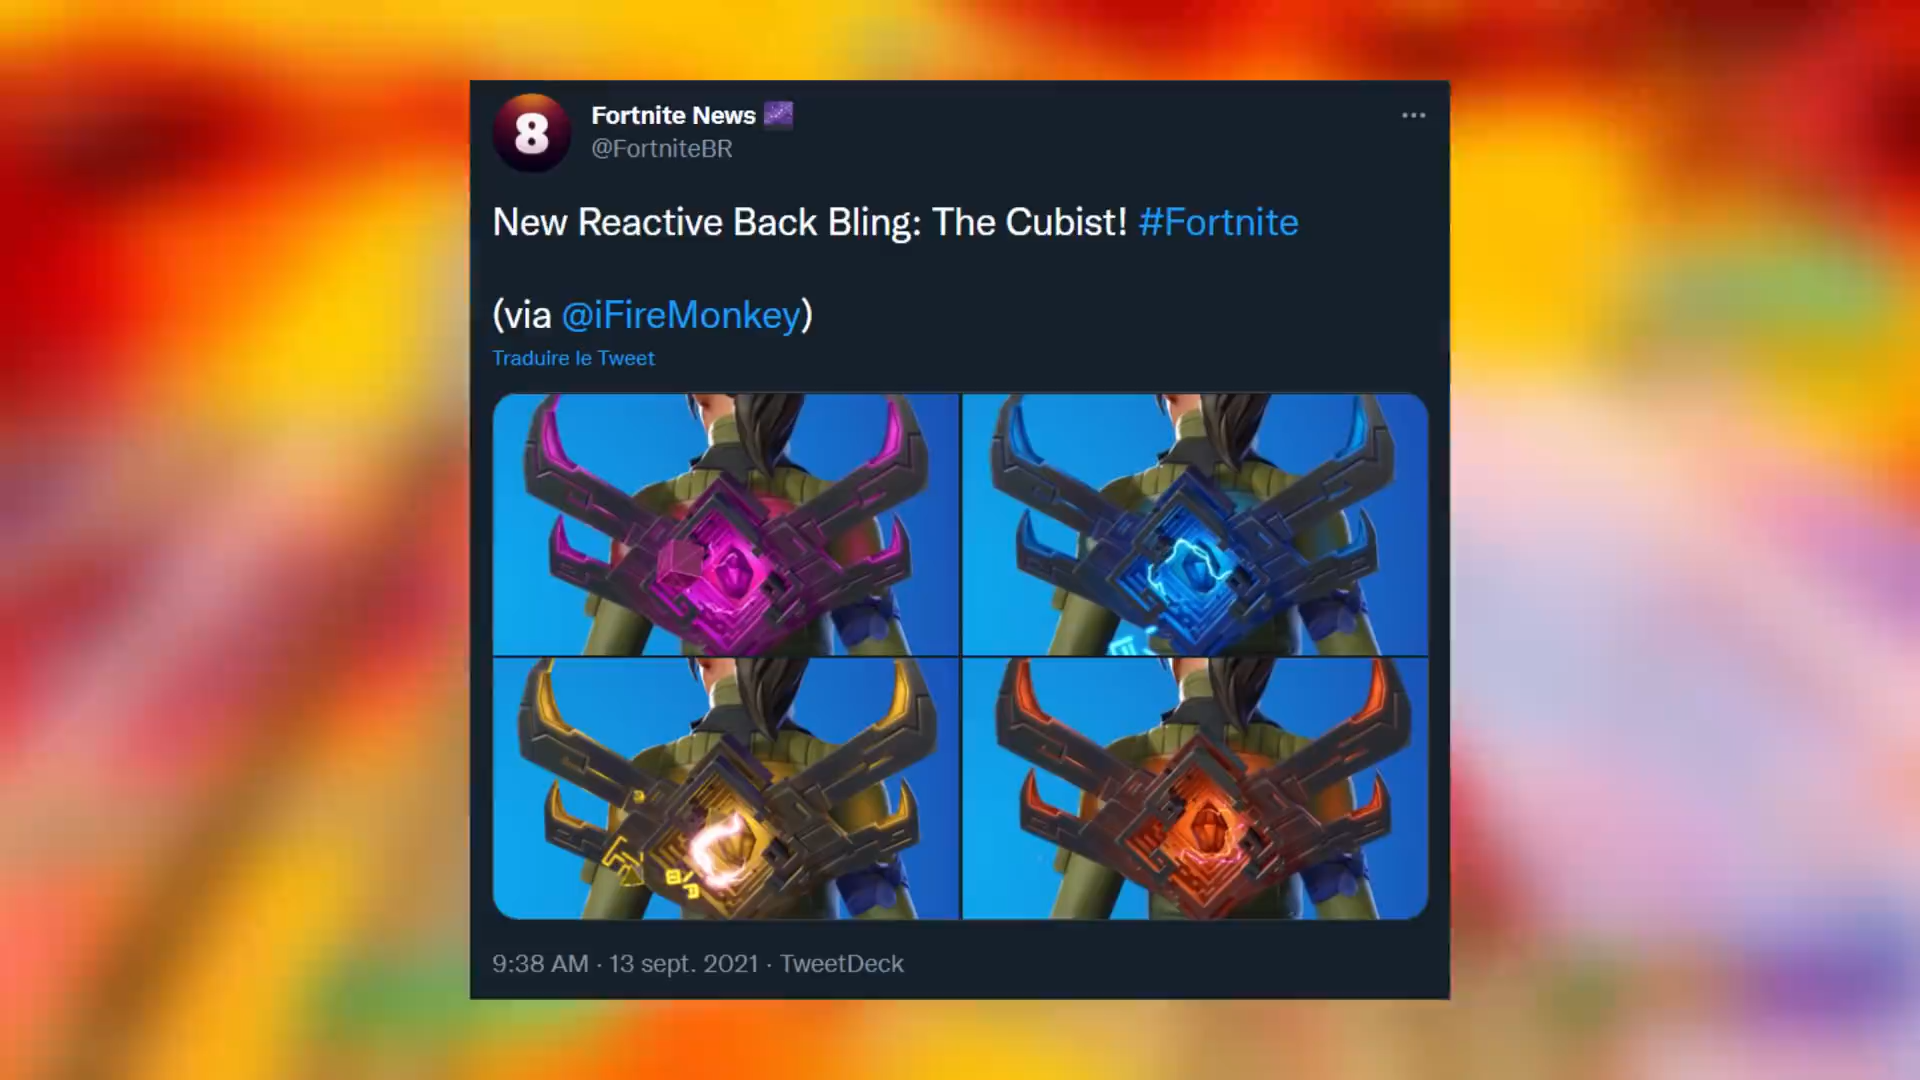 8
Fortnite News
@FortniteBR
New Reactive Back Bling: The Cubist! #Fortnite
(via @iFireMonkey)
Traduire le Tweet
9:38 AM · 13 sept. 2021 · TweetDeck